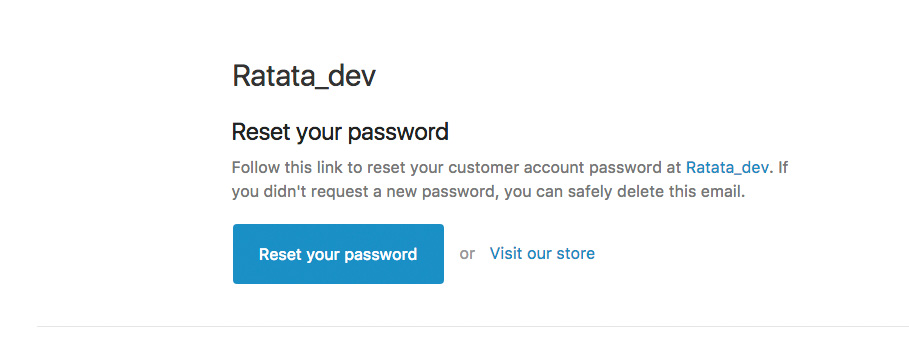 Ratata_dev
Reset your password
Follow this link to reset your customer account password at Ratata_dev. If
you didn't request a new password, you can safely delete this email.
Reset your password or Visit our store